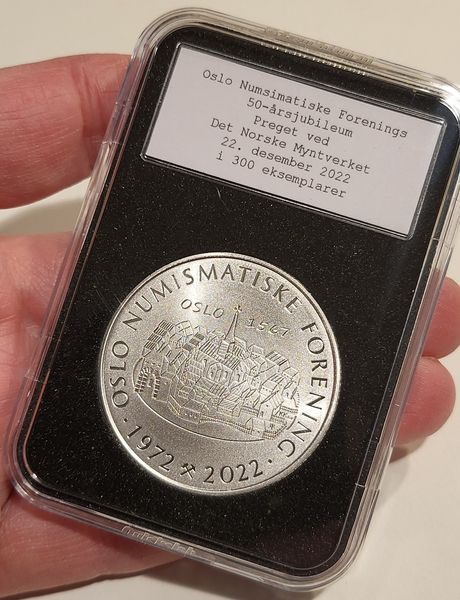 Oslo Numsimatiske Forenings
50-årsjubileum
Preget ved
Det Norske Myntverket
22. desember 2022
i 300 eksemplarer
OSLO NUMISMATISKE FORENING
OSLO 1547
· 1972 ⚒ 2022 ·